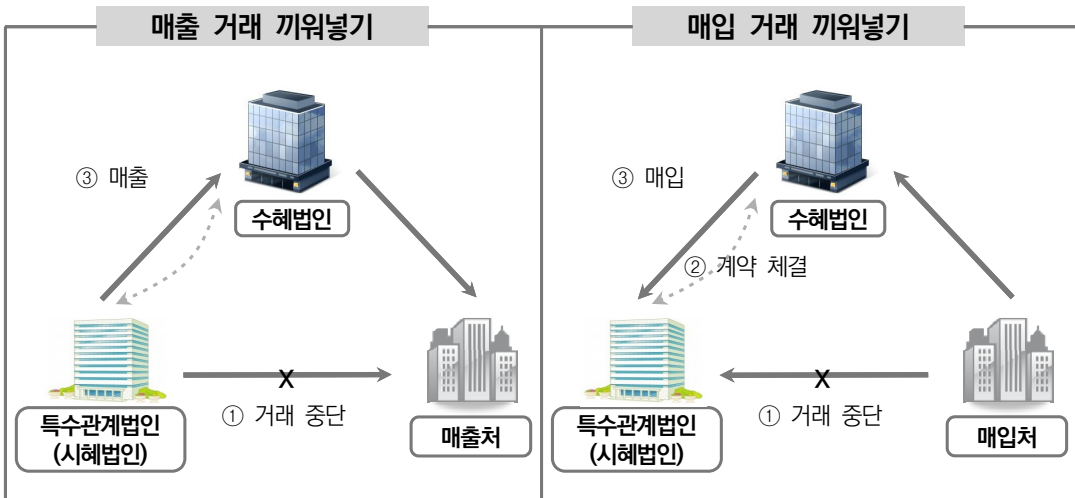 매출 거래 끼워넣기
③ 매출
수혜법인
특수관계법인
(시혜법인)
① 거래 중단
X
매출처
매입 거래 끼워넣기
③ 매입
수혜법인
② 계약 체결
특수관계법인
(시혜법인)
① 거래 중단
X
매입처